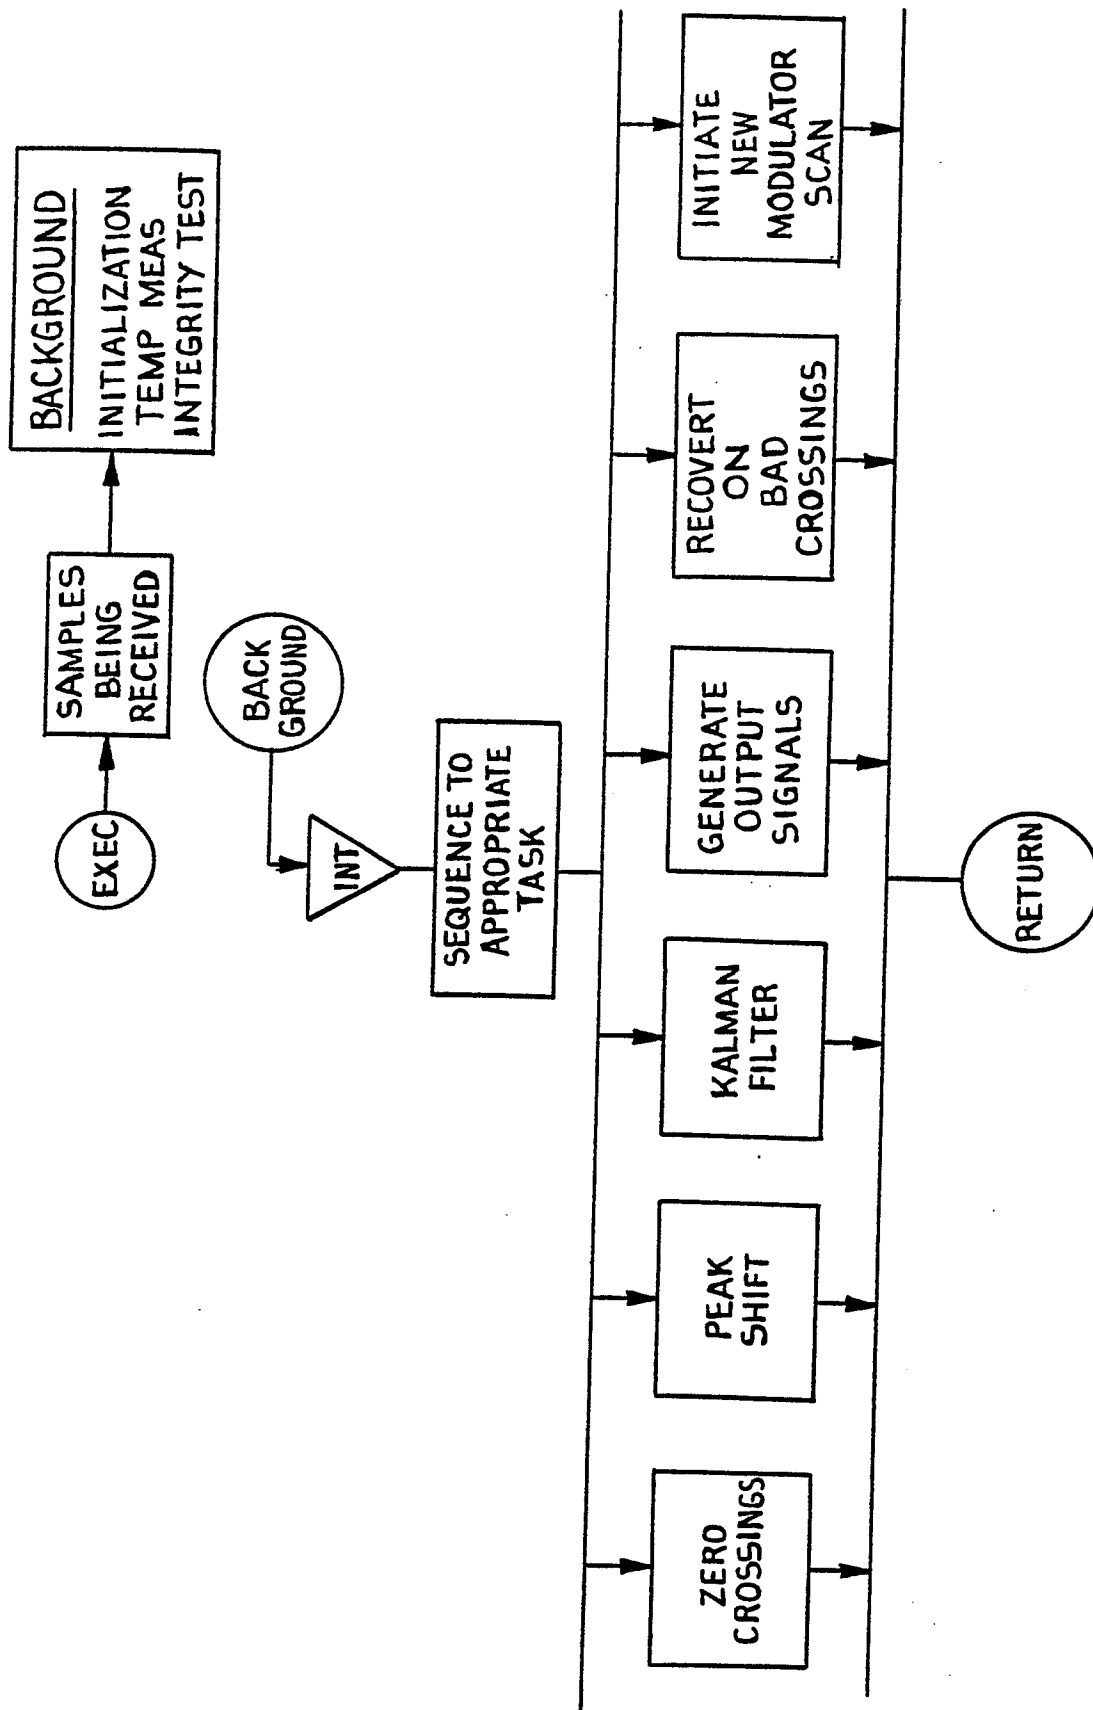 EXEC
SAMPLES
BEING
RECEIVED
BACKGROUND
INITIALIZATION
TEMP MEAS
INTEGRITY TEST
BACK
GROUND
INT
SEQUENCE TO
APPROPRIATE
TASK
ZERO
CROSSINGS
PEAK
SHIFT
KALMAN
FILTER
GENERATE
OUTPUT
SIGNALS
RECOVERT
ON
BAD
CROSSINGS
INITIATE
NEW
MODULATOR
SCAN
RETURN